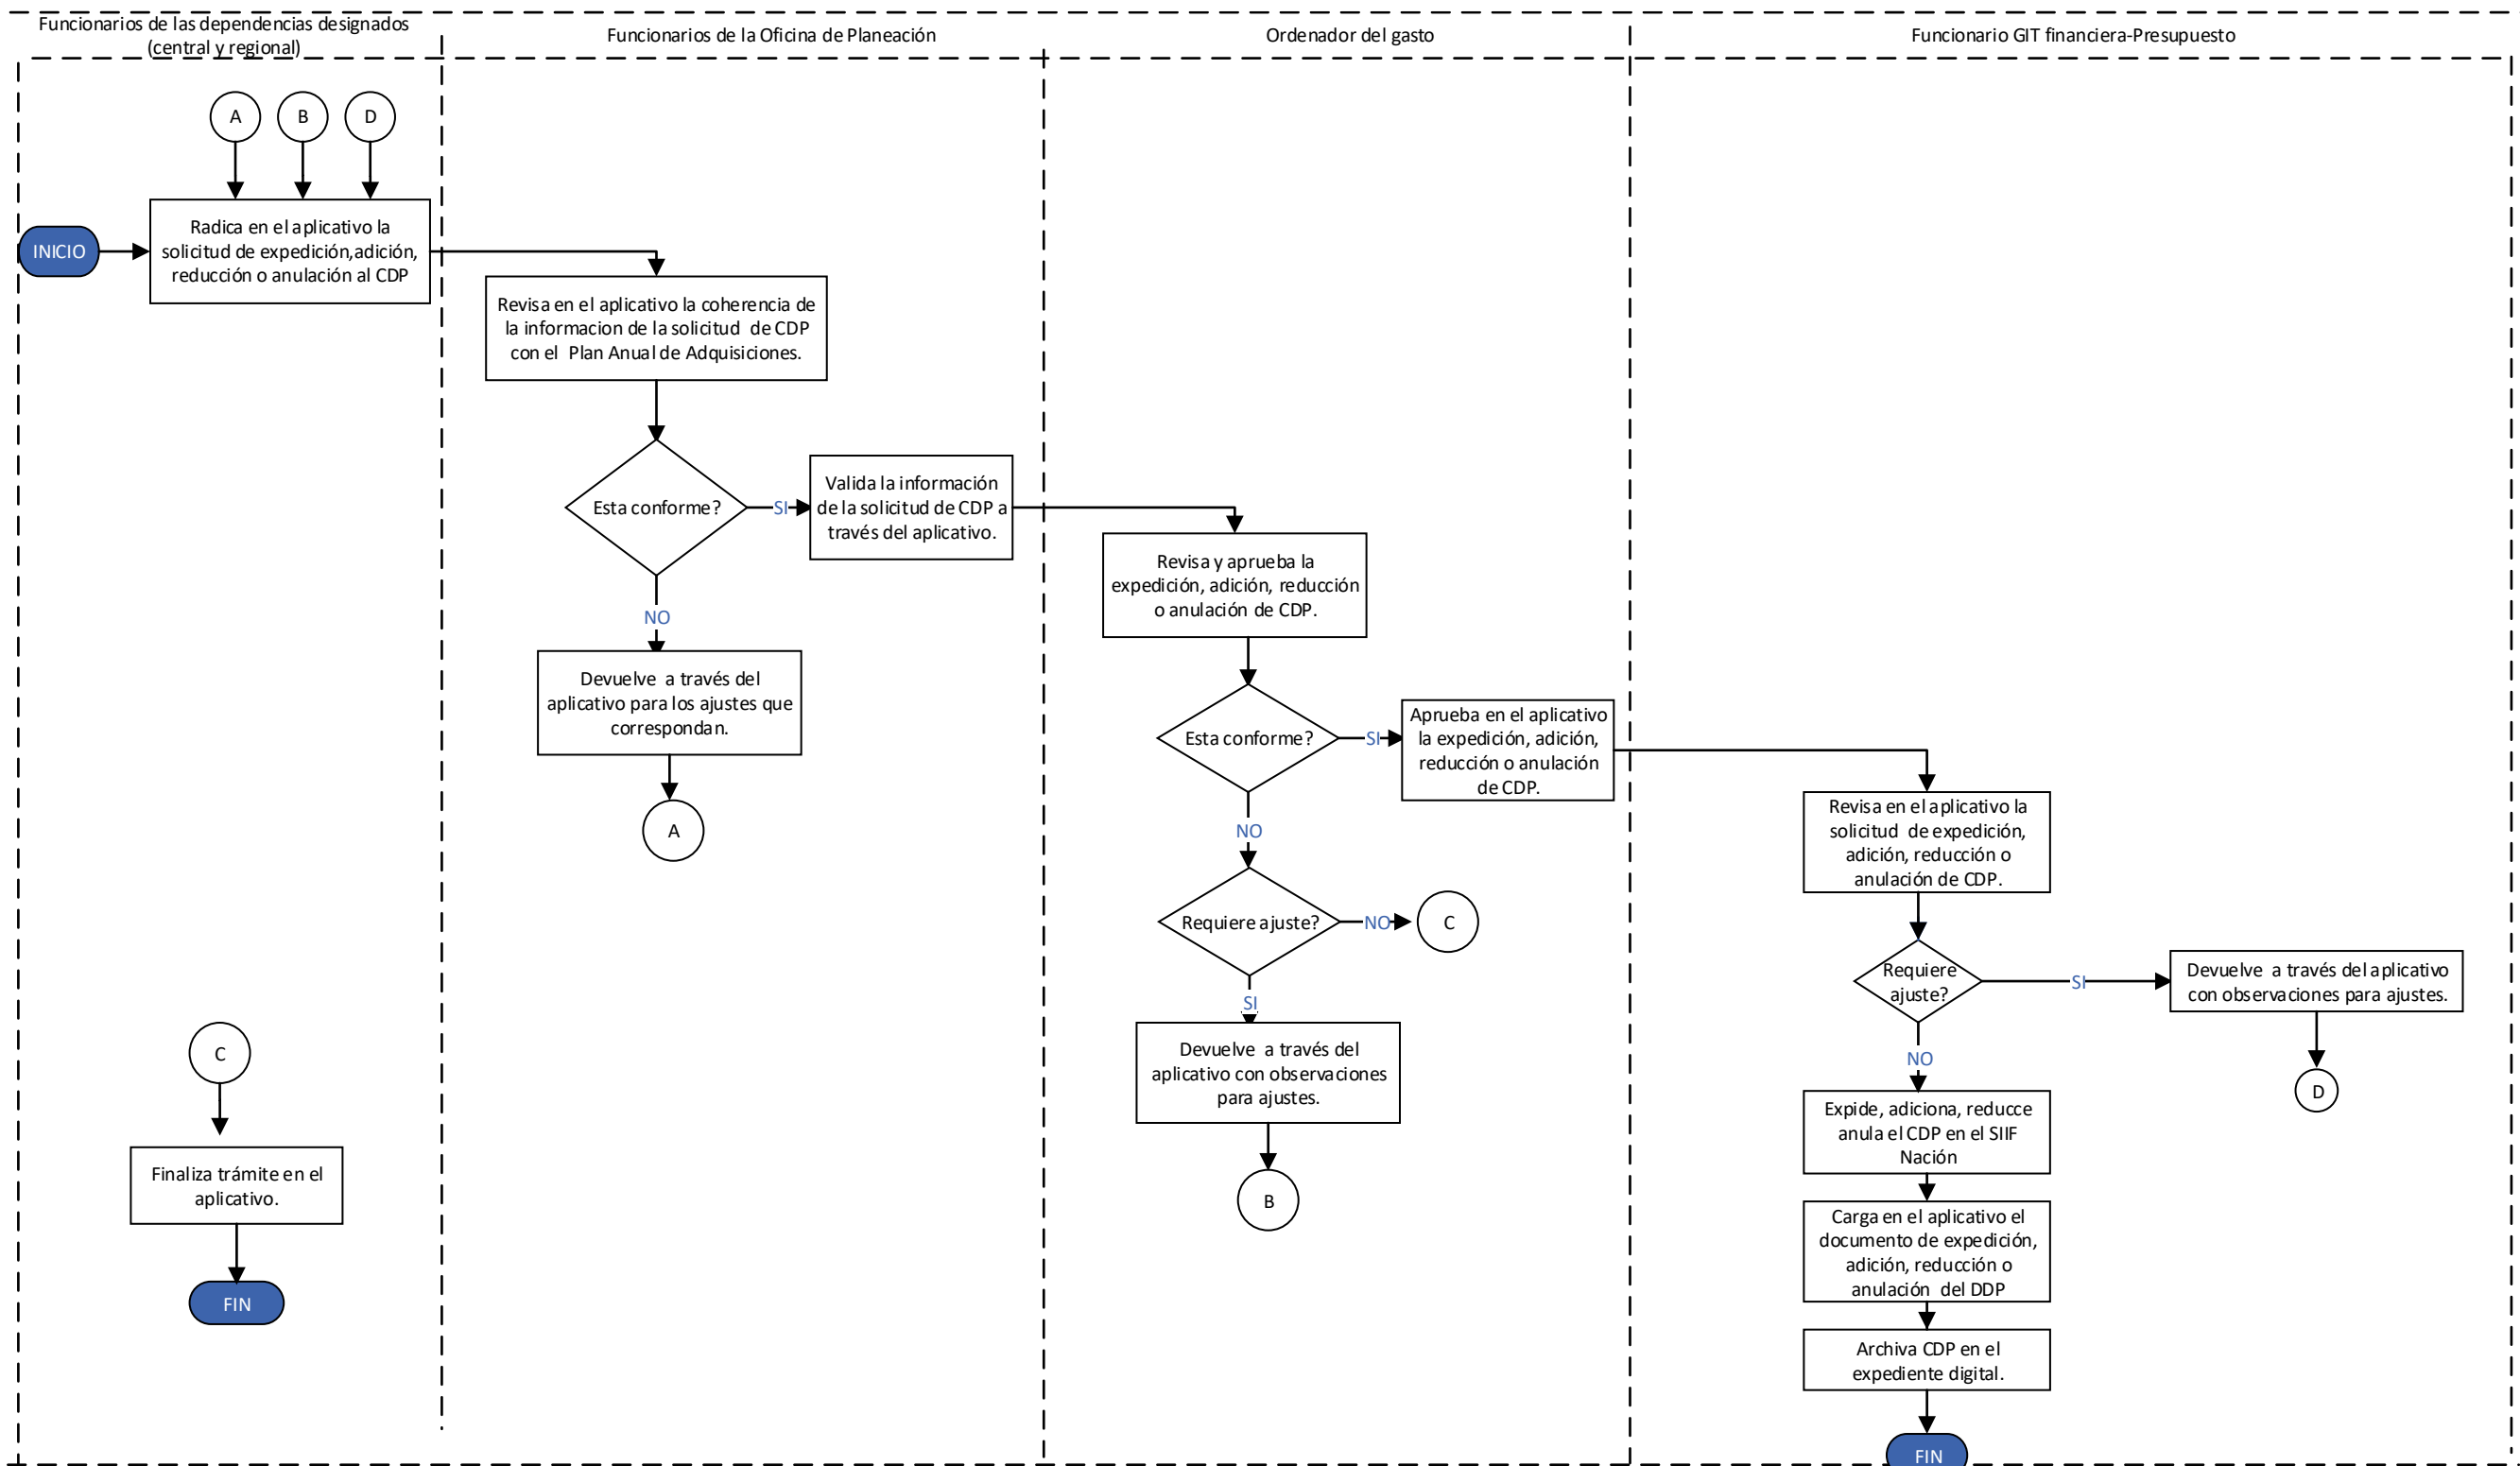 Funcionarios de las dependencias designados
(central y regional)
Funcionarios de la Oficina de Planeación
Ordenador del gasto
Funcionario GIT financiera-Presupuesto
A
B
D
INICIO
Radica en el aplicativo la
solicitud de expedición,adición,
reducción o anulación al CDP
Revisa en el aplicativo la coherencia de
la informacion de la solicitud de CDP
con el Plan Anual de Adquisiciones.
Esta conforme?
SI
Valida la información
de la solicitud de CDP a
través del aplicativo.
NO
Devuelve a través del
aplicativo para los ajustes que
correspondan.
A
Revisa y aprueba la
expedición, adición, reducción
o anulación de CDP.
Esta conforme?
SI
Aprueba en el aplicativo
la expedición, adición,
reducción o anulación
de CDP.
NO
Requiere ajuste?
NO
C
SI
Devuelve a través del
aplicativo con observaciones
para ajustes.
B
Revisa en el aplicativo la
solicitud de expedición,
adición, reducción o
anulación de CDP.
Requiere
ajuste?
SI
Devuelve a través del aplicativo
con observaciones para ajustes.
D
NO
Expide, adiciona, reducce
anula el CDP en el SIIF
Nación
Carga en el aplicativo el
documento de expedición,
adición, reducción o
anulación del DDP
Archiva CDP en el
expediente digital.
FIN
C
Finaliza trámite en el
aplicativo.
FIN